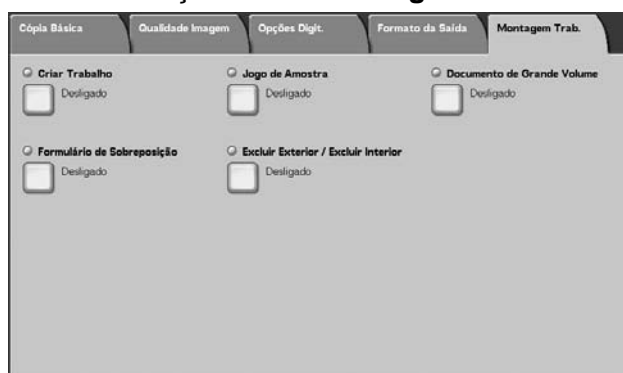 Cópia Básica
Qualidade Imagem
Opções Digit.
Formato da Saída
Montagem Trab.
Criar Trabalho
Desligado
Jogo de Amostra
Desligado
Documento de Grande Volume
Desligado
Formulário de Sobreposição
Desligado
Excluir Exterior / Excluir Interior
Desligado